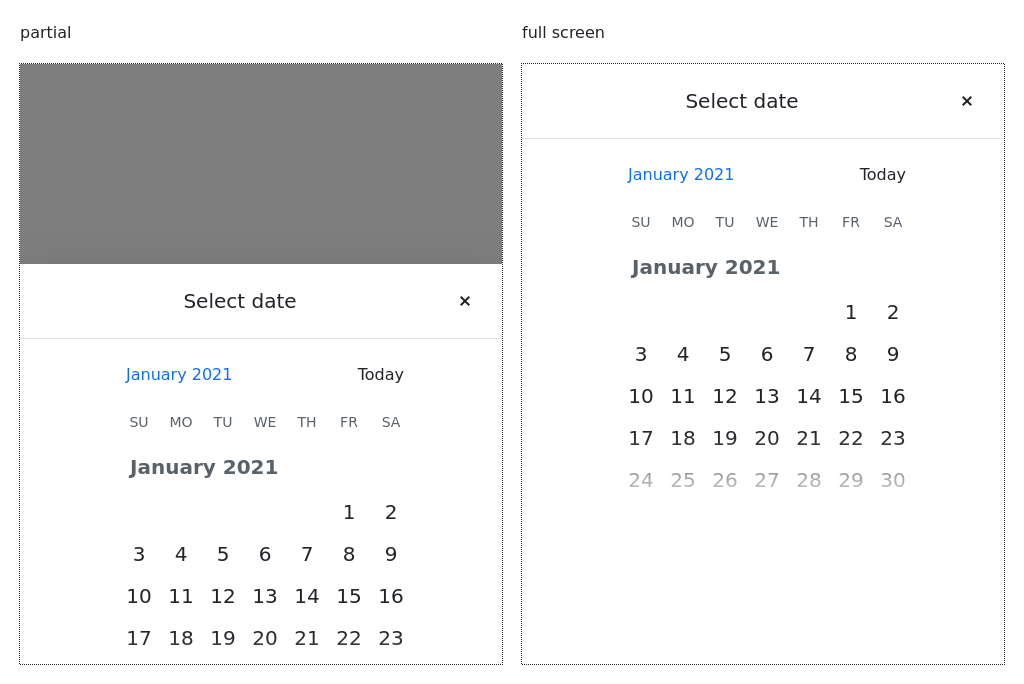 partial
Select date ×
January 2021 Today
SU MO TU WE TH FR SA
January 2021
1 2
3 4 5 6 7 8 9
10 11 12 13 14 15 16
17 18 19 20 21 22 23
full screen
Select date ×
January 2021 Today
SU MO TU WE TH FR SA
January 2021
1 2
3 4 5 6 7 8 9
10 11 12 13 14 15 16
17 18 19 20 21 22 23
24 25 26 27 28 29 30